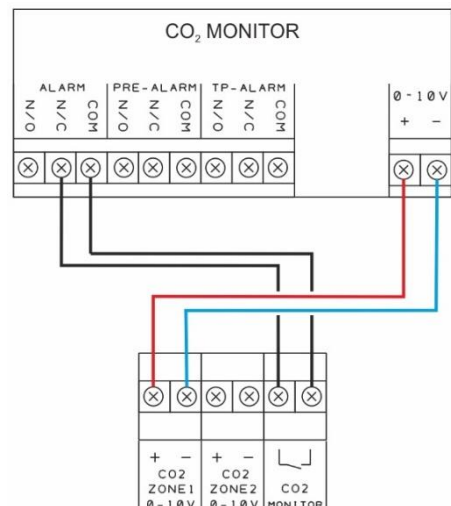 CO₂ MONITOR
ALARM PRE-ALARM TP-ALARM
N/O N/C COM N/O N/C COM N/O N/C COM
0-10V
+ −
+ − + −
CO2 CO2 CO2
ZONE1 ZONE2 MONITOR
0-10V 0-10V